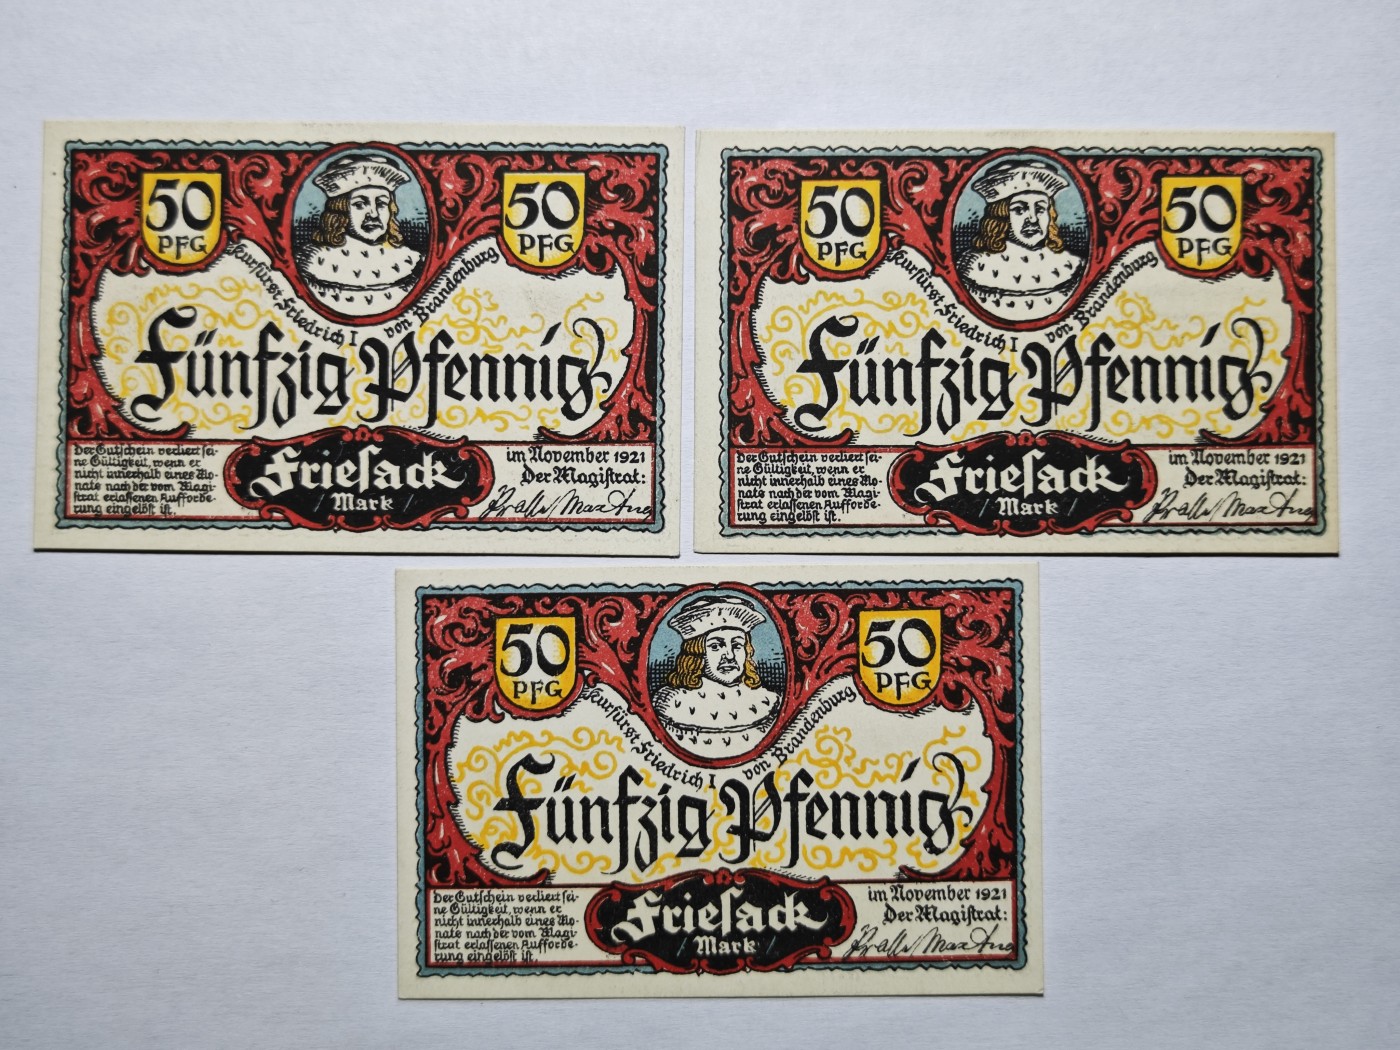 50
PFG
50
PFG
Kurfürst Friedrich I von Brandenburg
Fünfzig Pfennig
Der Gutschein verliert sei-
ne Gültigkeit, wenn er
nicht innerhalb eines Mo-
nats nach der vom Magi-
strat erlassenen Aufforde-
rung eingelöst ist.
Friesack
Mark
im November 1921
Der Magistrat:
50
PFG
50
PFG
Kurfürst Friedrich I von Brandenburg
Fünfzig Pfennig
Der Gutschein verliert sei-
ne Gültigkeit, wenn er
nicht innerhalb eines Mo-
nats nach der vom Magi-
strat erlassenen Aufforde-
rung eingelöst ist.
Friesack
Mark
im November 1921
Der Magistrat:
50
PFG
50
PFG
Kurfürst Friedrich I von Brandenburg
Fünfzig Pfennig
Der Gutschein verliert sei-
ne Gültigkeit, wenn er
nicht innerhalb eines Mo-
nats nach der vom Magi-
strat erlassenen Aufforde-
rung eingelöst ist.
Friesack
Mark
im November 1921
Der Magistrat: